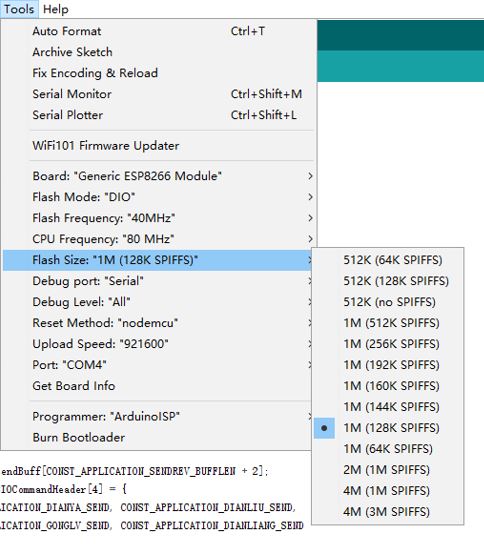 Tools Help
Auto Format Ctrl+T
Archive Sketch
Fix Encoding & Reload
Serial Monitor Ctrl+Shift+M
Serial Plotter Ctrl+Shift+L
WiFi101 Firmware Updater
Board: "Generic ESP8266 Module"
Flash Mode: "DIO"
Flash Frequency: "40MHz"
CPU Frequency: "80 MHz"
Flash Size: "1M (128K SPIFFS)"
Debug port: "Serial"
Debug Level: "All"
Reset Method: "nodemcu"
Upload Speed: "921600"
Port: "COM4"
Get Board Info
Programmer: "ArduinoISP"
Burn Bootloader
512K (64K SPIFFS)
512K (128K SPIFFS)
512K (no SPIFFS)
1M (512K SPIFFS)
1M (256K SPIFFS)
1M (192K SPIFFS)
1M (160K SPIFFS)
1M (144K SPIFFS)
1M (128K SPIFFS)
1M (64K SPIFFS)
2M (1M SPIFFS)
4M (1M SPIFFS)
4M (3M SPIFFS)
endBuff[CONST_APPLICATION_SENDREV_BUFFLEN + 2];
IOCommandHeader[4] = {
LICATION_DIANYA_SEND, CONST_APPLICATION_DIANLIU_SEND,
LICATION_GONGLV_SEND, CONST_APPLICATION_DIANLIANG_SEND